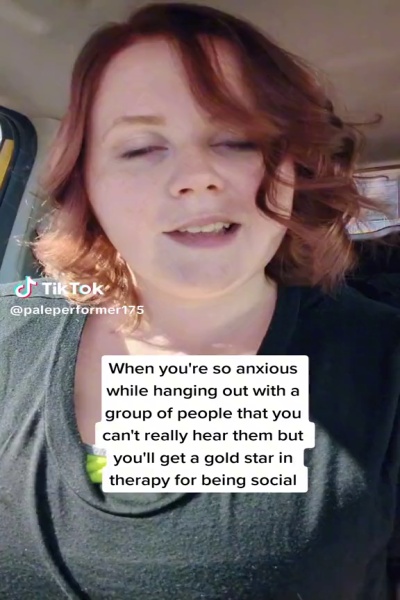 TikTok
@paleperformer175
When you're so anxious
while hanging out with a
group of people that you
can't really hear them but
you'll get a gold star in
therapy for being social